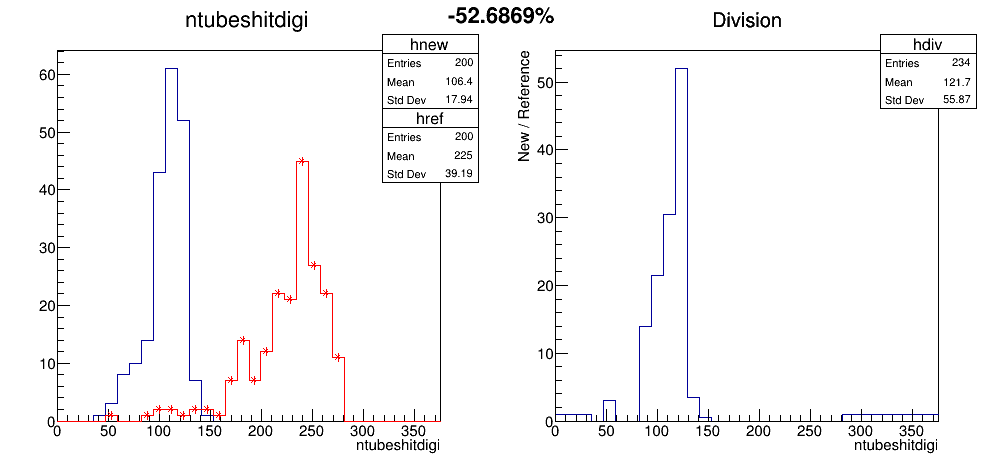 -52.6869%
ntubeshitdigi
hnew
Entries 200
Mean 106.4
Std Dev 17.94
href
Entries 200
Mean 225
Std Dev 39.19
60
50
40
30
20
10
0
0 50 100 150 200 250 300 350
ntubeshitdigi
Division
hdiv
Entries 234
Mean 121.7
Std Dev 55.87
New / Reference
50
40
30
20
10
0
0 50 100 150 200 250 300 350
ntubeshitdigi